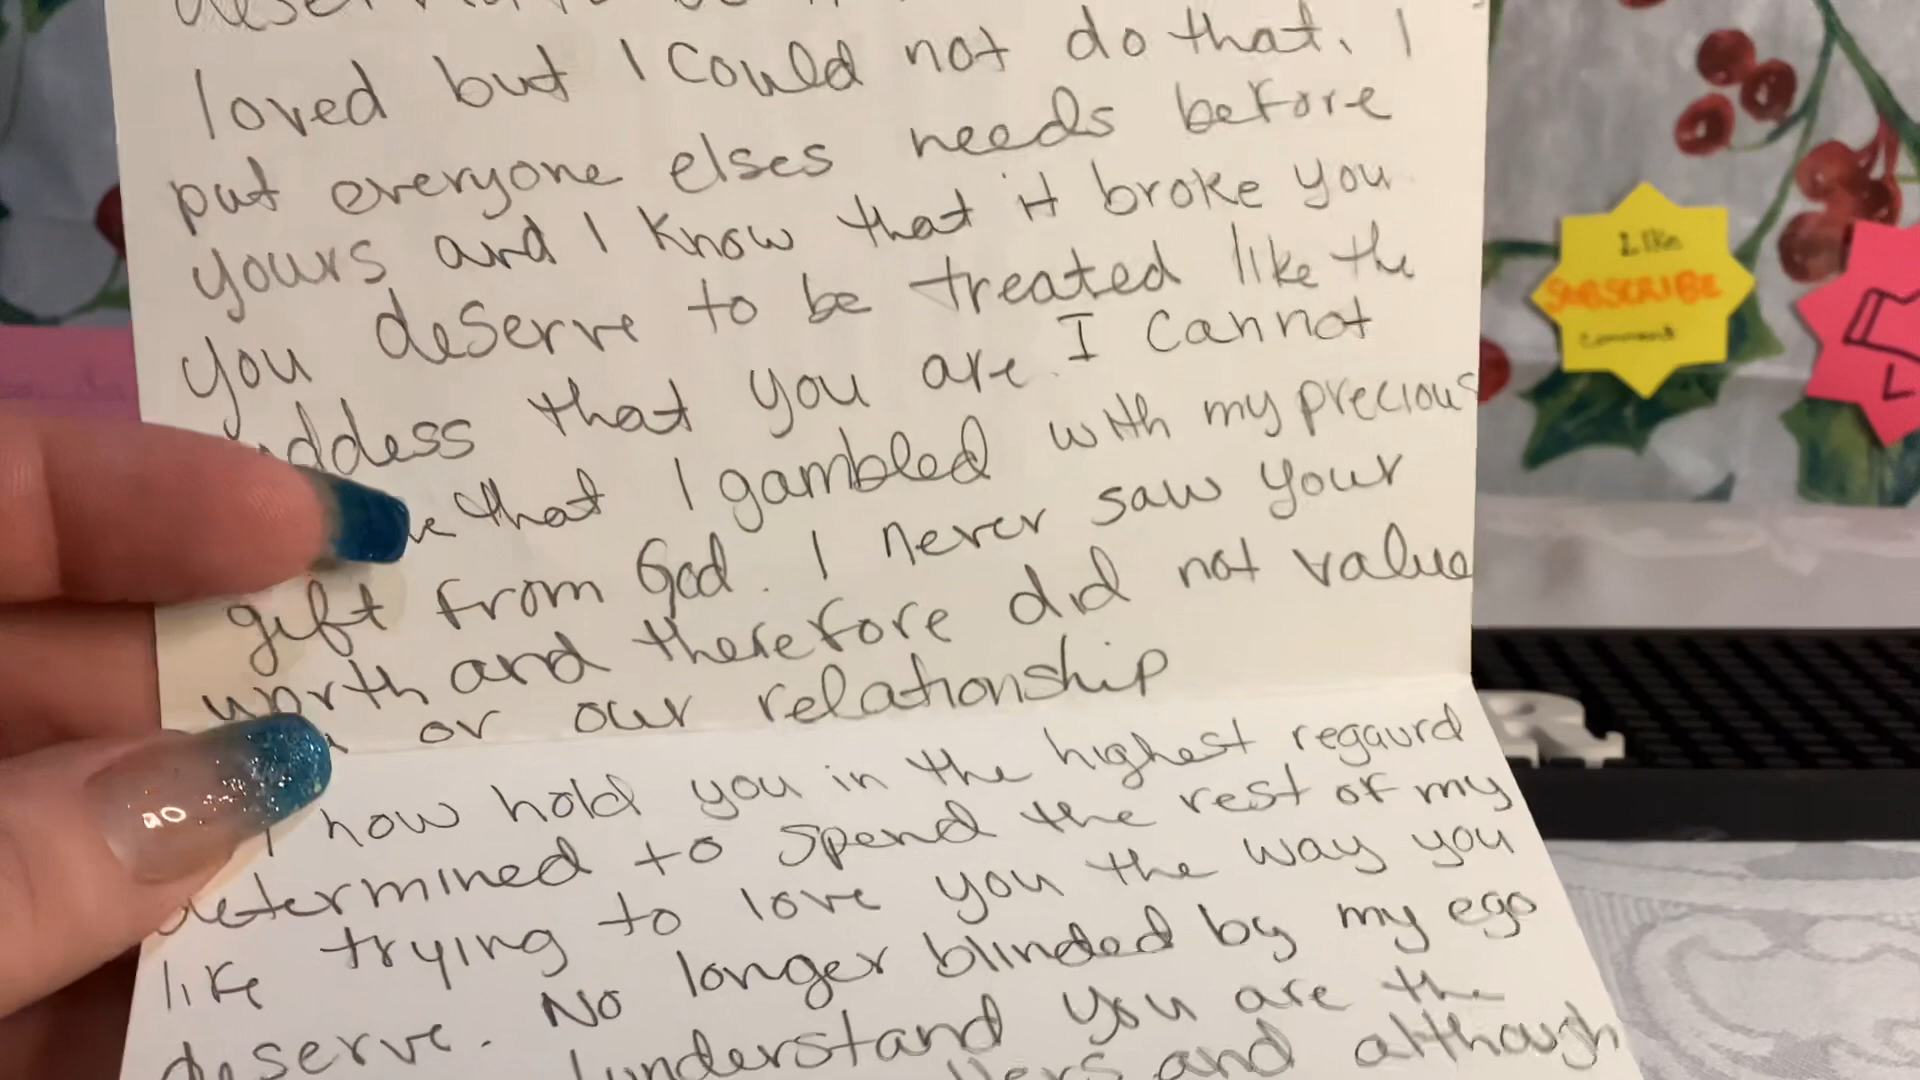 loved but I could not do that. I
put everyone elses needs before
yours and I know that it broke you
you deserve to be treated like the
ddess that you are. I cannot
that I gambled with my precious
gift from God. I never saw your
worth and therefore did not value
or our relationship
I now hold you in the highest regaurd
determined to spend the rest of my
like trying to love you the way you
deserve. No longer blinded by my ego
I understand you are the
and although
Like
SUBSCRIBE
Comment
L